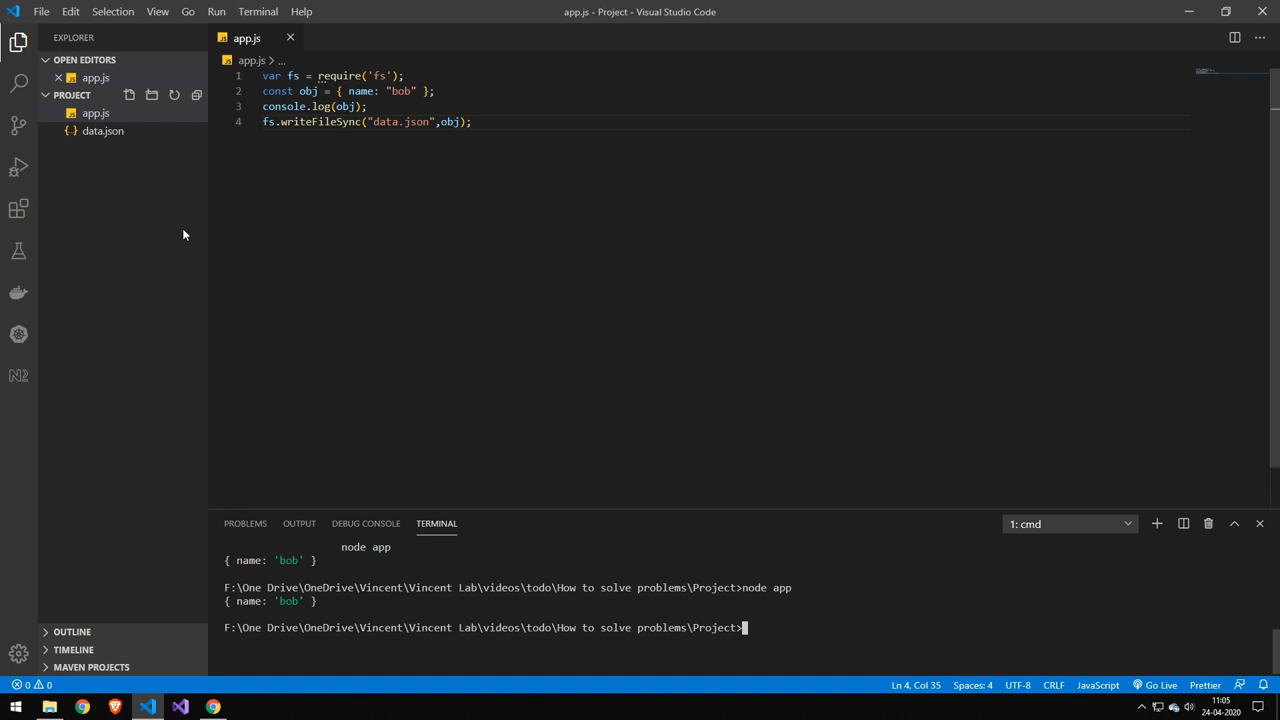 File Edit Selection View Go Run Terminal Help
app.js - Project - Visual Studio Code
EXPLORER
OPEN EDITORS
app.js
PROJECT
app.js
data.json
OUTLINE
TIMELINE
MAVEN PROJECTS
app.js
app.js > ...
1 var fs = require('fs');
2 const obj = { name: "bob" };
3 console.log(obj);
4 fs.writeFileSync("data.json",obj);
PROBLEMS OUTPUT DEBUG CONSOLE TERMINAL
1: cmd
node app
{ name: 'bob' }
F:\One Drive\OneDrive\Vincent\Vincent Lab\videos\todo\How to solve problems\Project>node app
{ name: 'bob' }
F:\One Drive\OneDrive\Vincent\Vincent Lab\videos\todo\How to solve problems\Project>
0 0
Ln 4, Col 35 Spaces: 4 UTF-8 CRLF JavaScript Go Live Prettier
11:05
24-04-2020